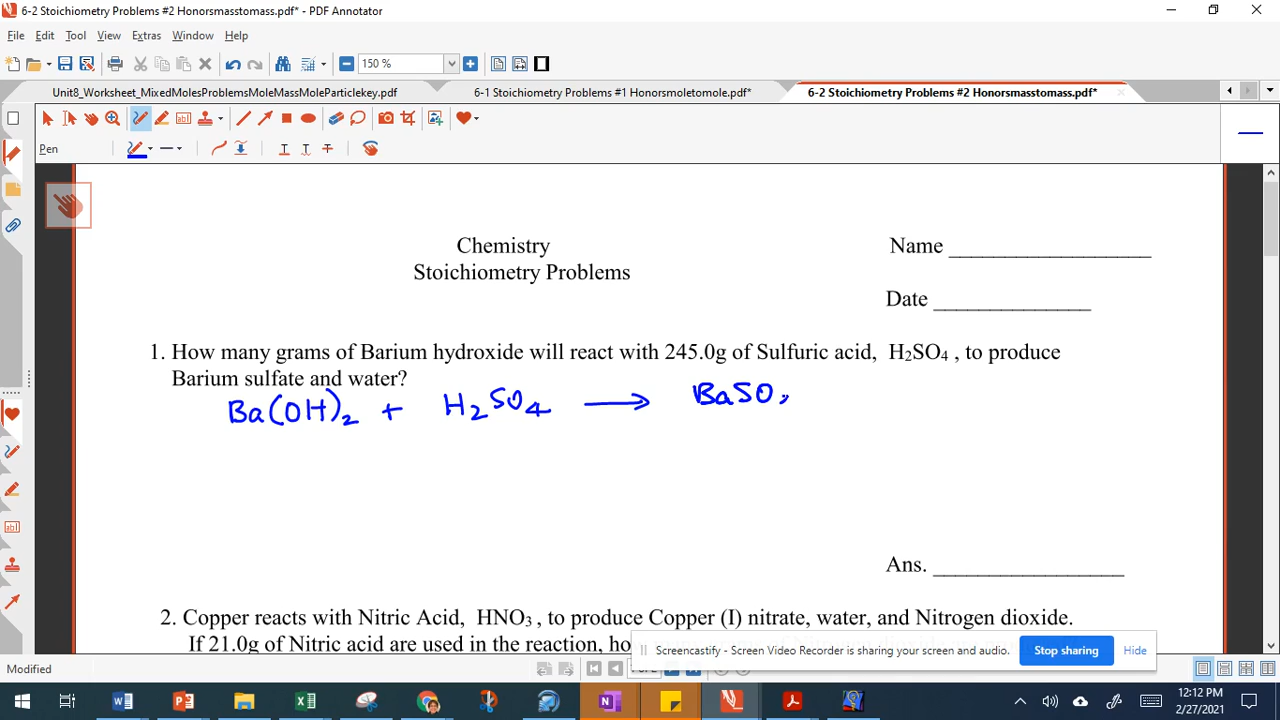 6-2 Stoichiometry Problems #2 Honorsmasstomass.pdf* - PDF Annotator
File Edit Tool View Extras Window Help
150 %
Unit8_Worksheet_MixedMolesProblemsMoleMassMoleParticlekey.pdf 6-1 Stoichiometry Problems #1 Honorsmoletomole.pdf* 6-2 Stoichiometry Problems #2 Honorsmasstomass.pdf*
Pen
Chemistry
Stoichiometry Problems
Name ___________________
Date ______________
1. How many grams of Barium hydroxide will react with 245.0g of Sulfuric acid, H₂SO₄ , to produce
Barium sulfate and water?
Ba(OH)₂ + H₂SO₄ → BaSO
Ans. _________________
2. Copper reacts with Nitric Acid, HNO₃ , to produce Copper (I) nitrate, water, and Nitrogen dioxide.
If 21.0g of Nitric acid are used in the reaction,
Screencastify - Screen Video Recorder is sharing your screen and audio. Stop sharing Hide
Modified
12:12 PM
2/27/2021